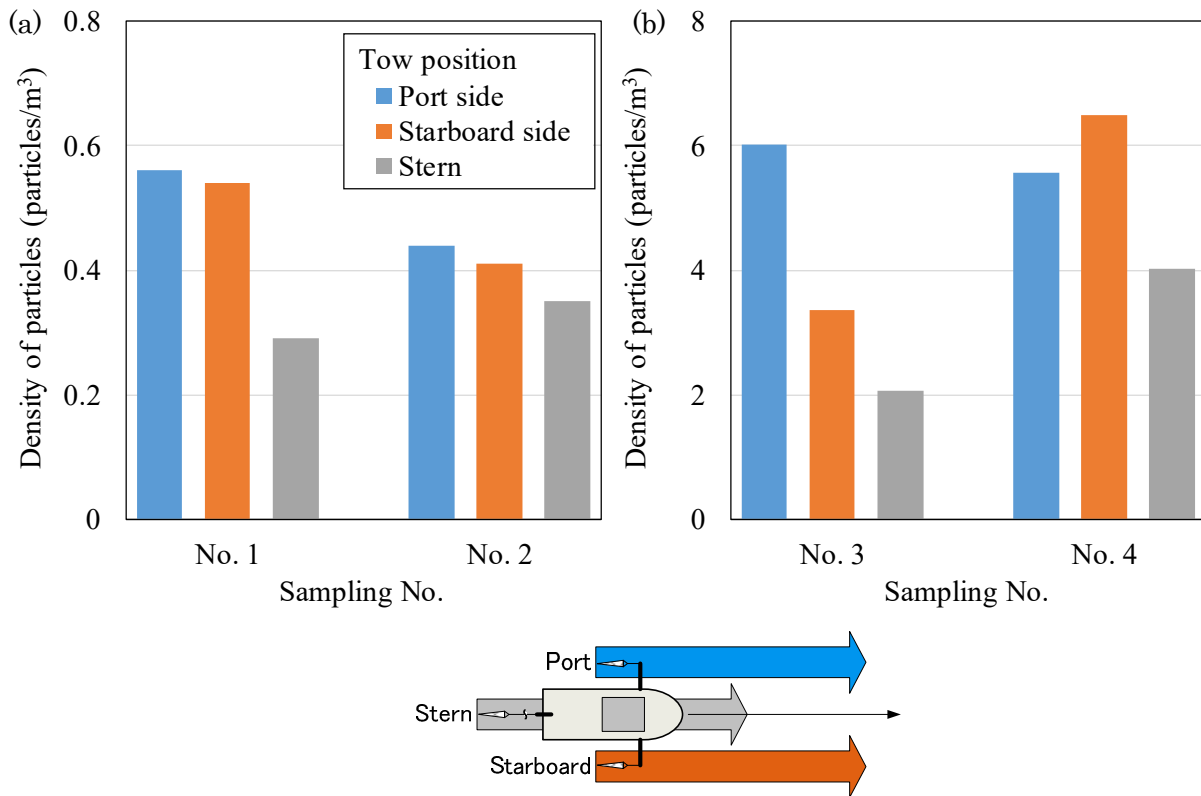 (a)
Density of particles (particles/m³)
0.8
0.6
0.4
0.2
0
Tow position
Port side
Starboard side
Stern
No. 1
No. 2
Sampling No.
(b)
Density of particles (particles/m³)
8
6
4
2
0
No. 3
No. 4
Sampling No.
Port
Stern
Starboard